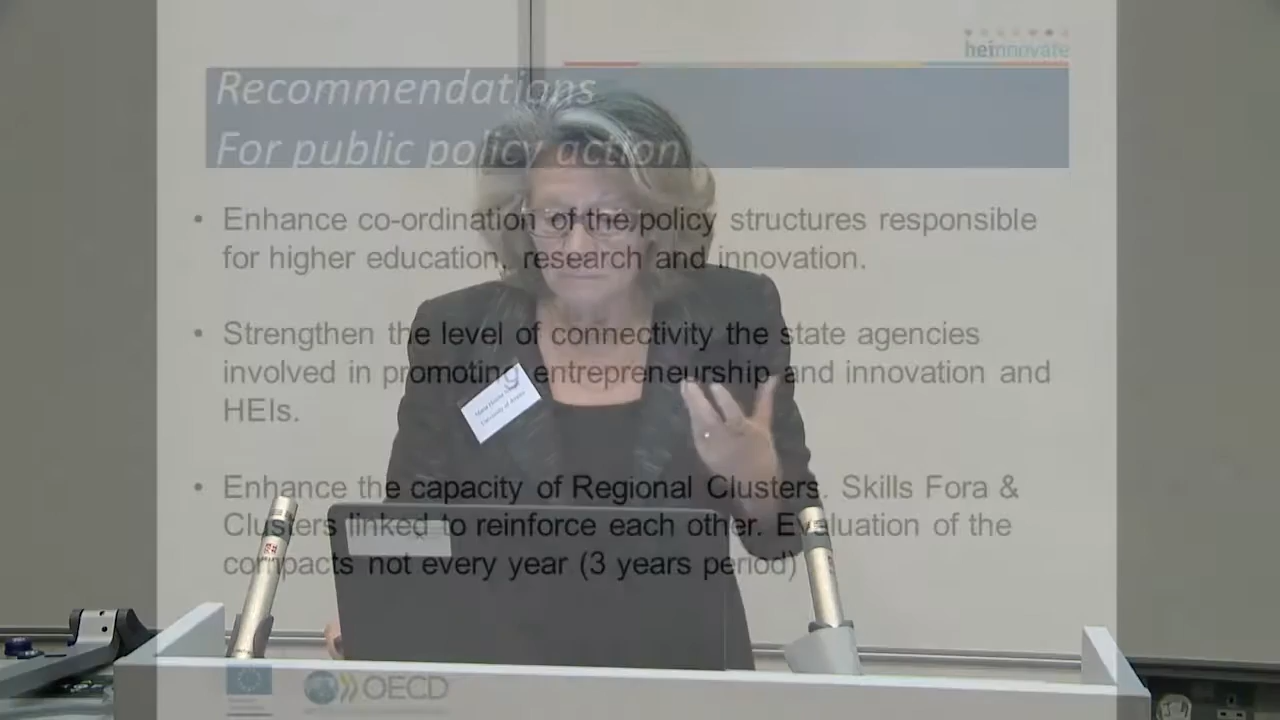 heinnovate
Recommendations
For public policy action
• Enhance co-ordination of the policy structures responsible
for higher education, research and innovation.
• Strengthen the level of connectivity the state agencies
involved in promoting entrepreneurship and innovation and
HEIs.
• Enhance the capacity of Regional Clusters. Skills Fora &
Clusters linked to reinforce each other. Evaluation of the
compacts not every year (3 years period)
University of
OECD